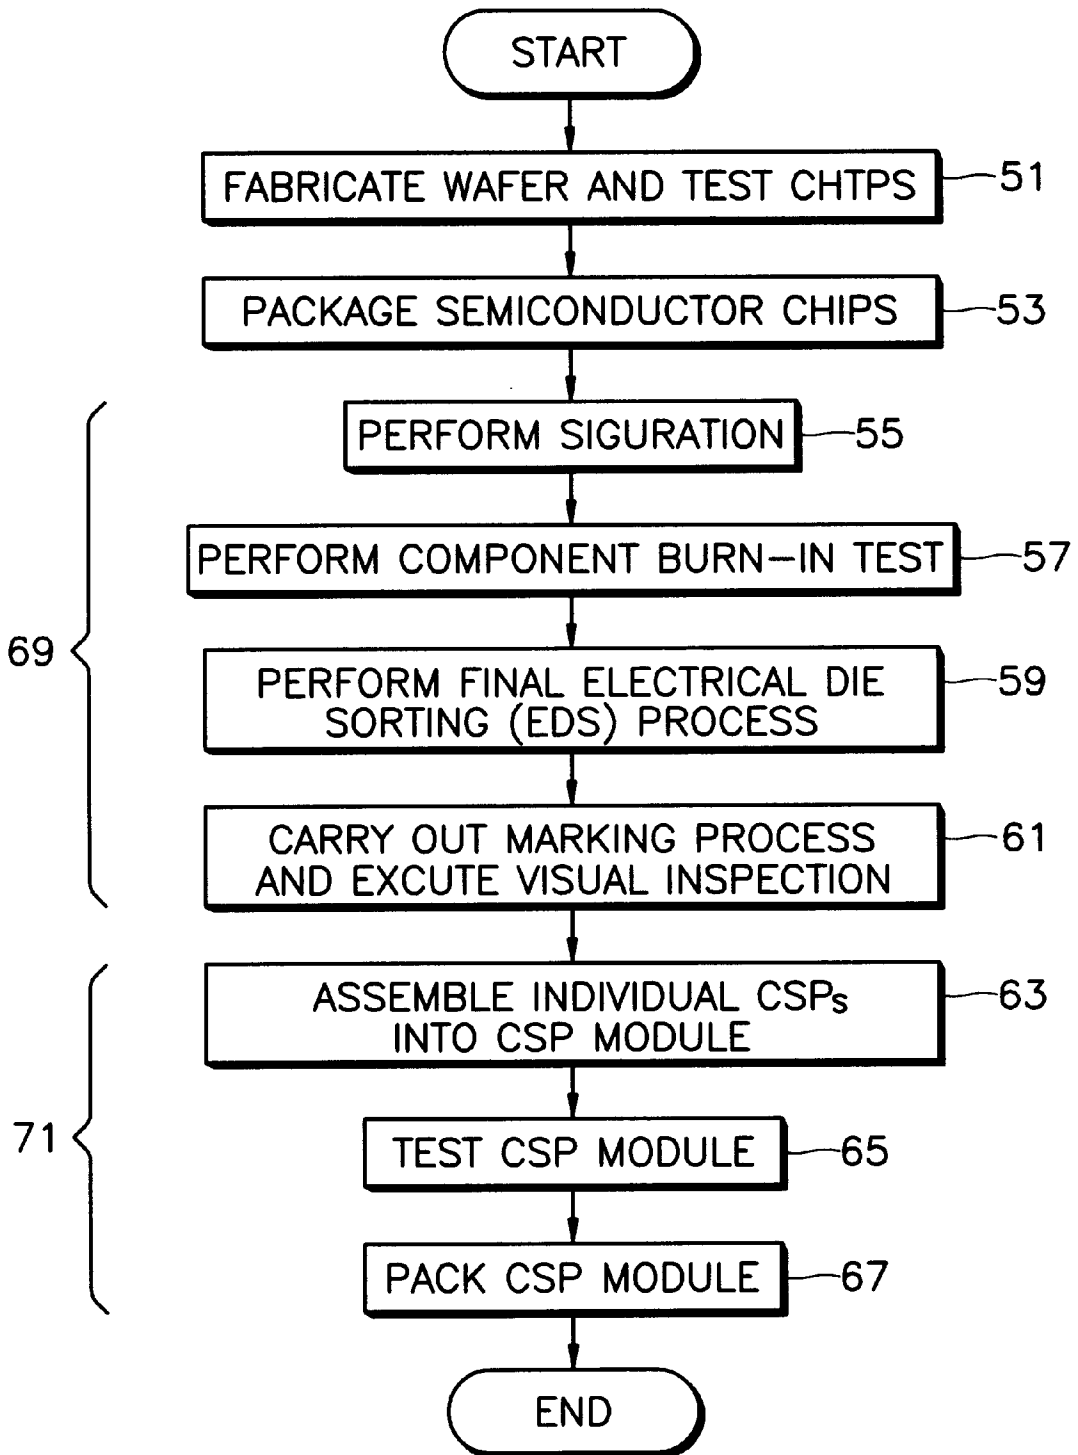 START
FABRICATE WAFER AND TEST CHTPS
51
PACKAGE SEMICONDUCTOR CHIPS
53
PERFORM SIGURATION
55
PERFORM COMPONENT BURN-IN TEST
57
69
PERFORM FINAL ELECTRICAL DIE
SORTING (EDS) PROCESS
59
CARRY OUT MARKING PROCESS
AND EXCUTE VISUAL INSPECTION
61
ASSEMBLE INDIVIDUAL CSPs
INTO CSP MODULE
63
71
TEST CSP MODULE
65
PACK CSP MODULE
67
END